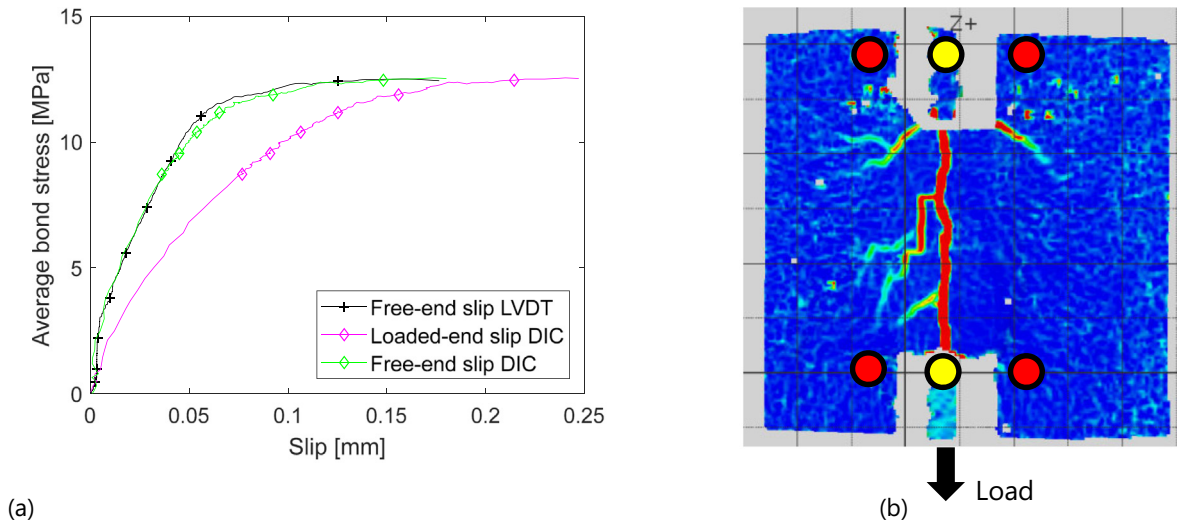 15
10
5
0
0
0.05
0.1
0.15
0.2
0.25
Average bond stress [MPa]
Slip [mm]
Free-end slip LVDT
Loaded-end slip DIC
Free-end slip DIC
(a)
Z+
Load
(b)